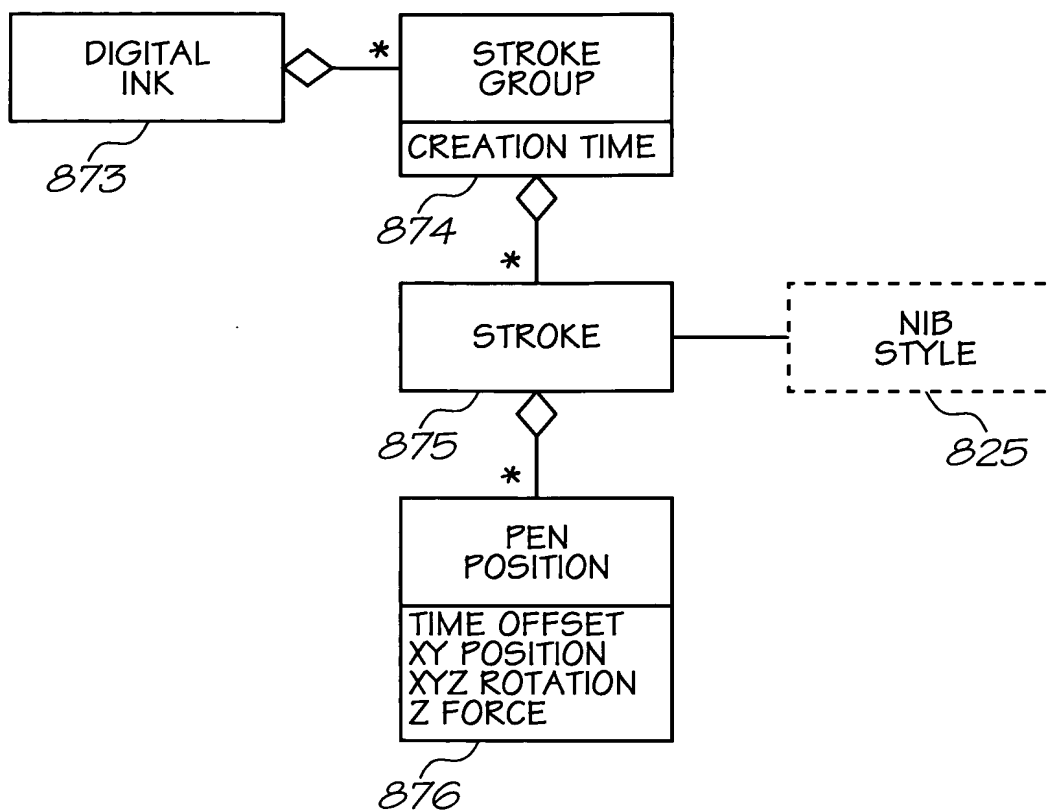 DIGITAL
INK
*
STROKE
GROUP
CREATION TIME
873
874
*
STROKE
NIB
STYLE
875
825
*
PEN
POSITION
TIME OFFSET
XY POSITION
XYZ ROTATION
Z FORCE
876